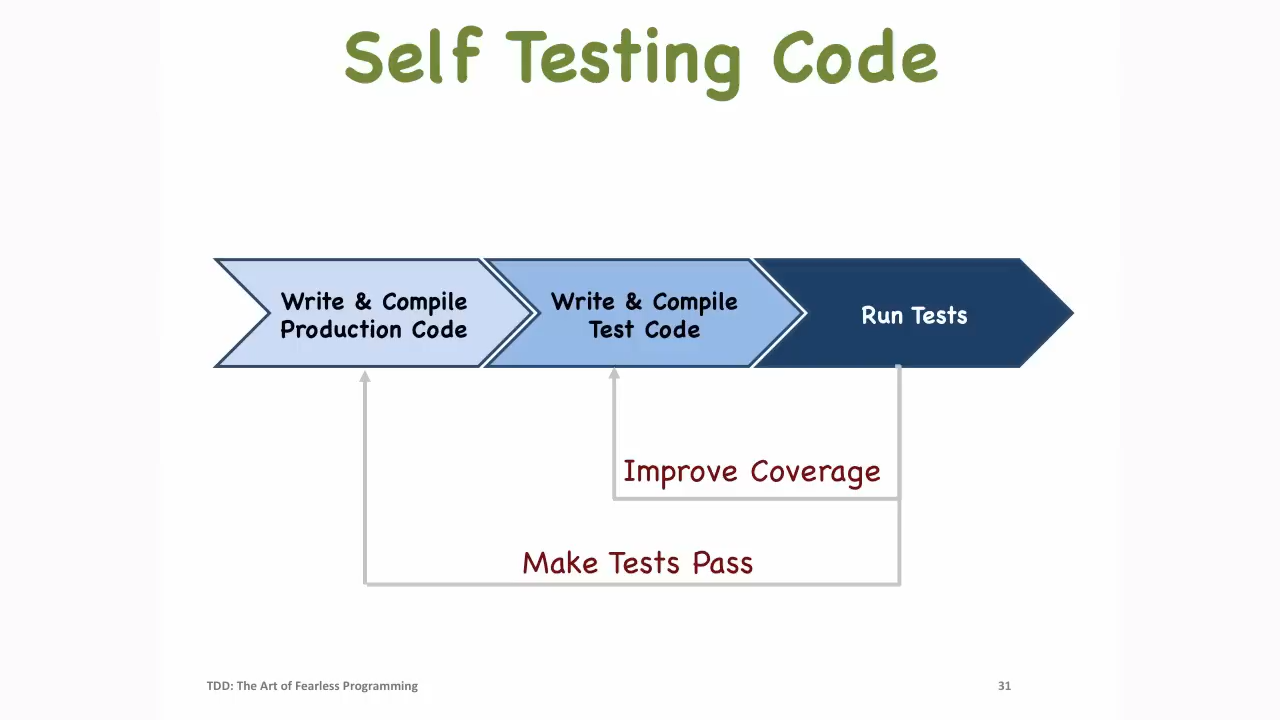 Self Testing Code
Write & Compile
Production Code
Write & Compile
Test Code
Run Tests
Improve Coverage
Make Tests Pass
TDD: The Art of Fearless Programming
31